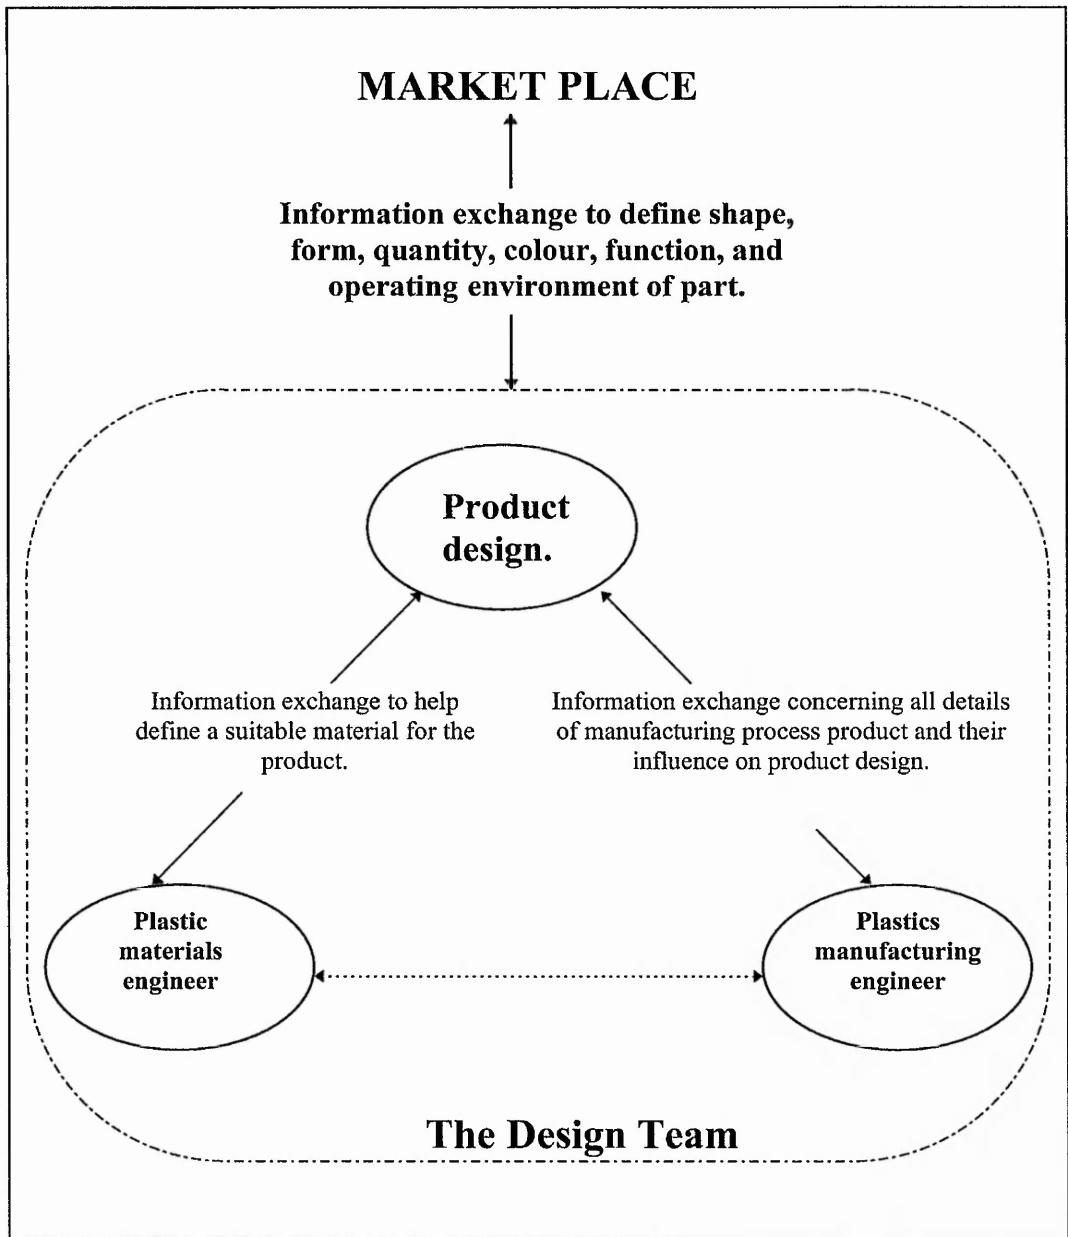 MARKET PLACE
Information exchange to define shape,
form, quantity, colour, function, and
operating environment of part.
Product
design.
Information exchange to help
define a suitable material for the
product.
Information exchange concerning all details
of manufacturing process product and their
influence on product design.
Plastic
materials
engineer
Plastics
manufacturing
engineer
The Design Team